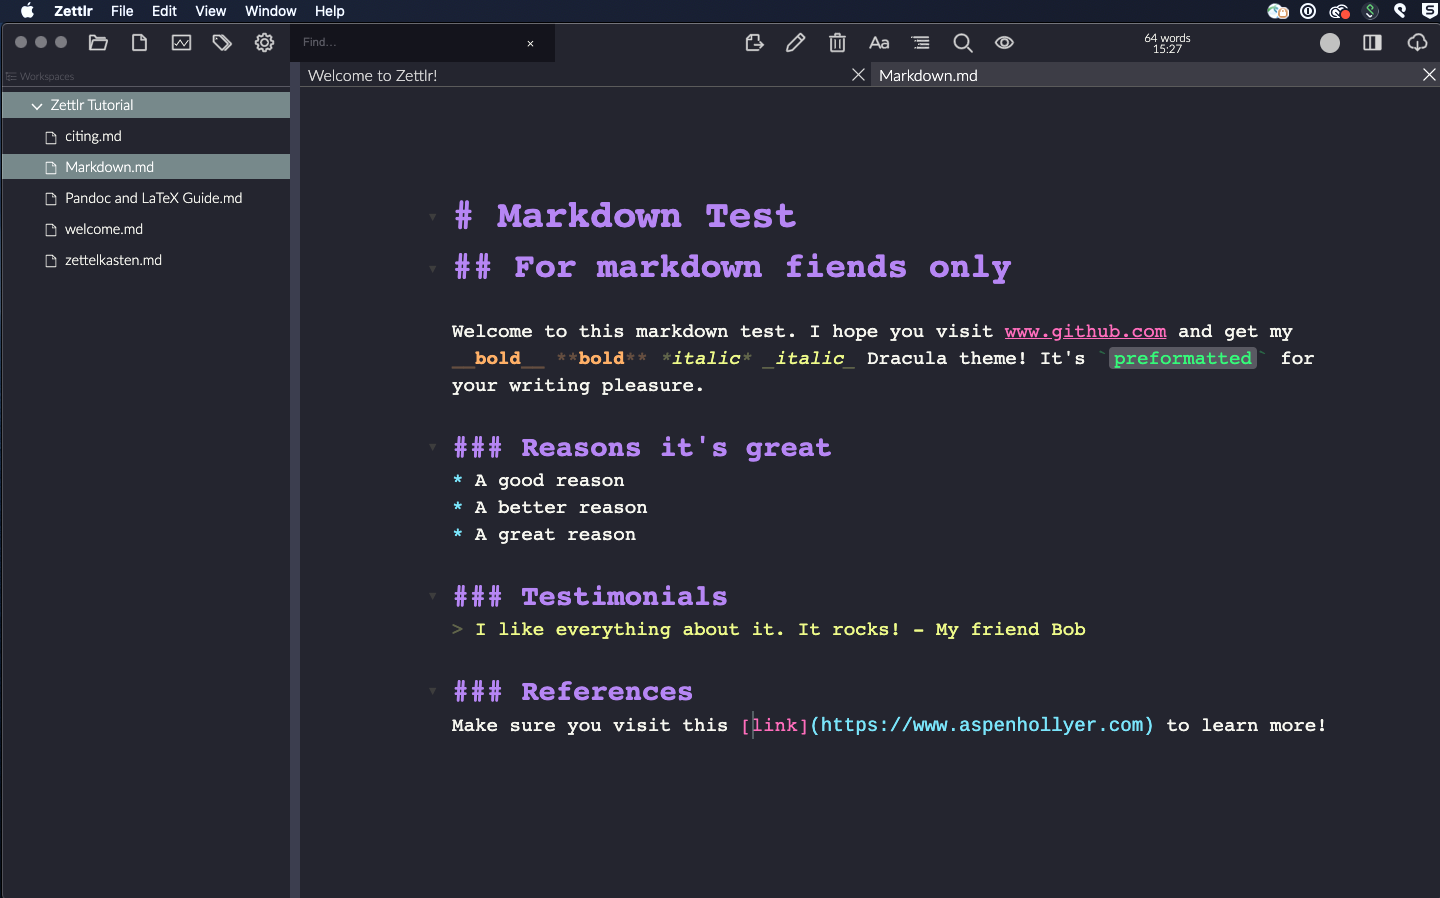 Zettlr File Edit View Window Help
Find...
64 words
15:27
Workspaces
Welcome to Zettlr!
Markdown.md
Zettlr Tutorial
citing.md
Markdown.md
Pandoc and LaTeX Guide.md
welcome.md
zettelkasten.md
# Markdown Test
## For markdown fiends only
Welcome to this markdown test. I hope you visit www.github.com and get my
__bold__ **bold** *italic* _italic_ Dracula theme! It's `preformatted` for
your writing pleasure.
### Reasons it's great
* A good reason
* A better reason
* A great reason
### Testimonials
> I like everything about it. It rocks! - My friend Bob
### References
Make sure you visit this [link](https://www.aspenhollyer.com) to learn more!